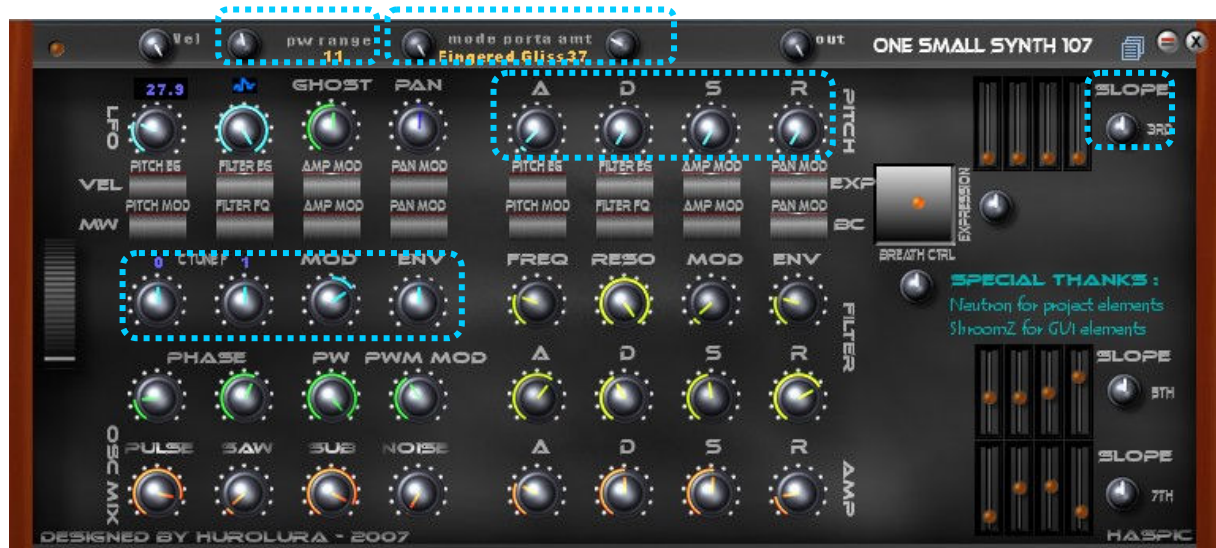 Vel
pw range
11
mode porta amt
Fingered Gliss37
out
ONE SMALL SYNTH 107
27.9
GHOST PAN
A D S R
SLOPE
LFO
PITCH
3RD
PITCH EG FILTER EG AMP MOD PAN MOD
PITCH EG FILTER EG AMP MOD PAN MOD
VEL
EXP
PITCH MOD FILTER FQ AMP MOD PAN MOD
PITCH MOD FILTER FQ AMP MOD PAN MOD
MW
BC
EXPRESSION
BREATH CTRL
0 C TUNE F 1 MOD ENV
FREQ RESO MOD ENV
FILTER
SPECIAL THANKS :
Neutron for project elements
ShroomZ for GUI elements
PHASE PW PWM MOD
A D S R
SLOPE
5TH
OSC MIX
PULSE SAW SUB NOISE
A D S R
AMP
SLOPE
7TH
DESIGNED BY HUROLURA - 2007
HASPIC